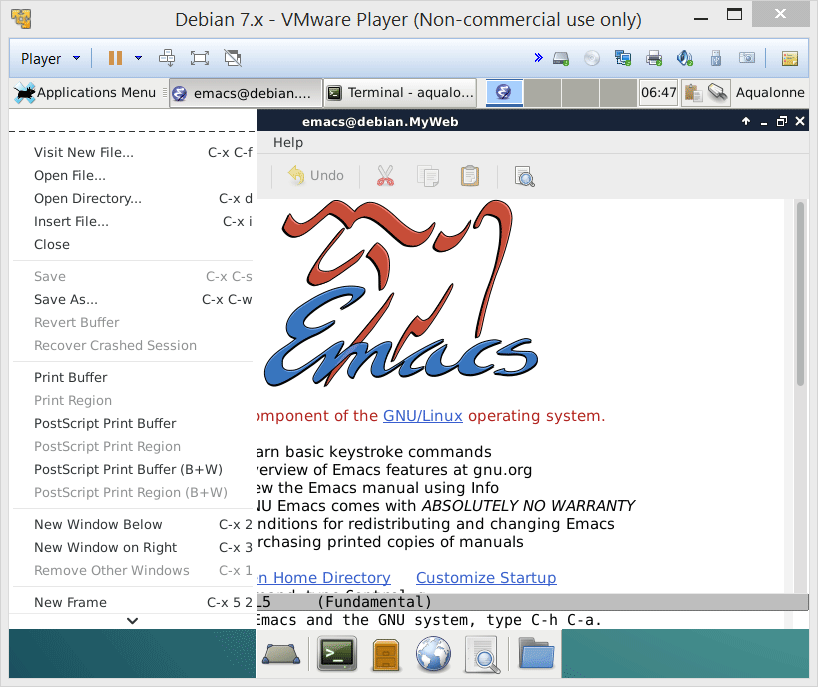 Debian 7.x - VMware Player (Non-commercial use only)
Player
Applications Menu
emacs@debian....
Terminal - aqualo...
06:47
Aqualonne
emacs@debian.MyWeb
Help
Undo
Visit New File... C-x C-f
Open File...
Open Directory... C-x d
Insert File... C-x i
Close
Save C-x C-s
Save As... C-x C-w
Revert Buffer
Recover Crashed Session
Print Buffer
Print Region
PostScript Print Buffer
PostScript Print Region
PostScript Print Buffer (B+W)
PostScript Print Region (B+W)
New Window Below C-x 2
New Window on Right C-x 3
Remove Other Windows C-x 1
New Frame C-x 5 2
Emacs
omponent of the GNU/Linux operating system.
arn basic keystroke commands
verview of Emacs features at gnu.org
ew the Emacs manual using Info
NU Emacs comes with ABSOLUTELY NO WARRANTY
nditions for redistributing and changing Emacs
rchasing printed copies of manuals
en Home Directory Customize Startup
L5 (Fundamental)
Emacs and the GNU system, type C-h C-a.